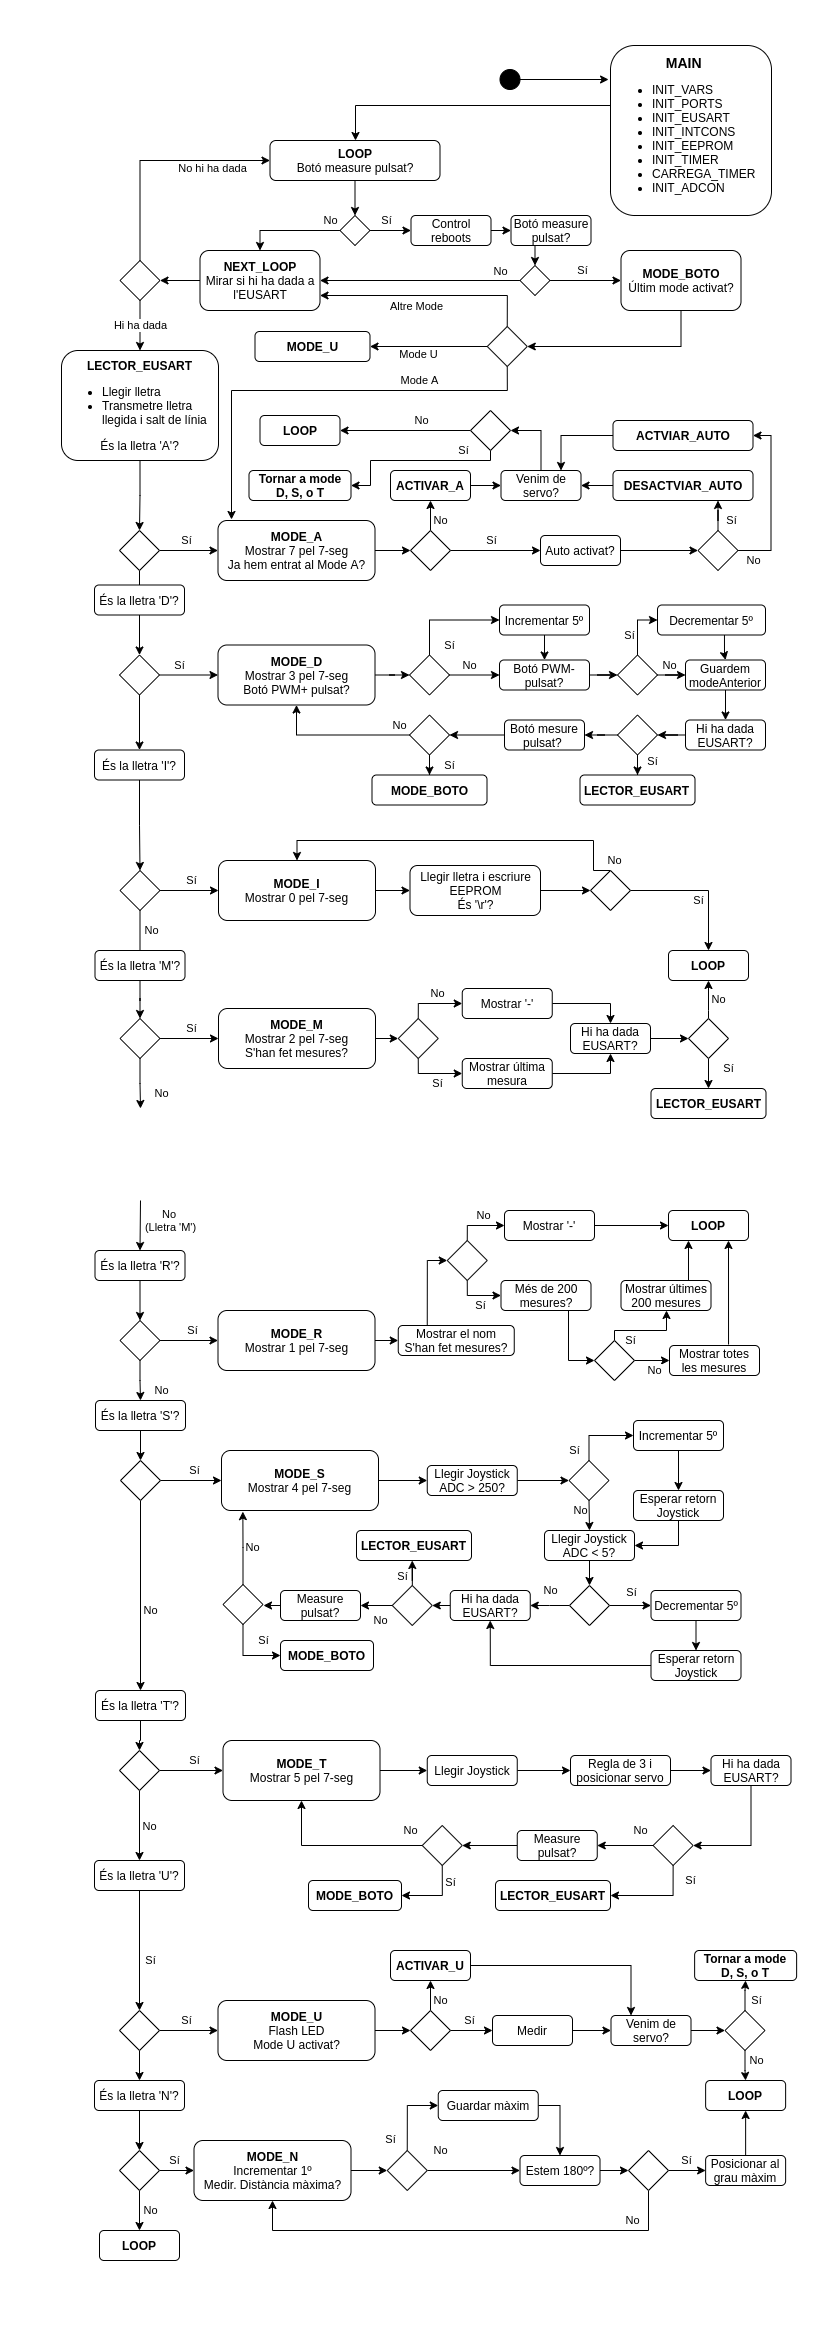 MAIN
INIT_VARS
INIT_PORTS
INIT_EUSART
INIT_INTCONS
INIT_EEPROM
INIT_TIMER
CARREGA_TIMER
INIT_ADCON
LOOP
Botó measure pulsat?
No hi ha dada
No
Sí
Control
reboots
Botó measure
pulsat?
NEXT_LOOP
Mirar si hi ha dada a
l'EUSART
No
Sí
MODE_BOTO
Últim mode activat?
Altre Mode
Hi ha dada
MODE_U
Mode U
Mode A
LECTOR_EUSART
Llegir lletra
Transmetre lletra
llegida i salt de línia
És la lletra 'A'?
LOOP
No
Sí
ACTVIAR_AUTO
Tornar a mode
D, S, o T
ACTIVAR_A
Venim de
servo?
DESACTVIAR_AUTO
Sí
MODE_A
Mostrar 7 pel 7-seg
Ja hem entrat al Mode A?
No
Sí
Auto activat?
Sí
No
És la lletra 'D'?
Sí
MODE_D
Mostrar 3 pel 7-seg
Botó PWM+ pulsat?
Sí
No
Incrementar 5º
Botó PWM-
pulsat?
Sí
No
Decrementar 5º
Guardem
modeAnterior
Hi ha dada
EUSART?
Botó mesure
pulsat?
No
Sí
Sí
MODE_BOTO
LECTOR_EUSART
És la lletra 'I'?
Sí
MODE_I
Mostrar 0 pel 7-seg
Llegir lletra i escriure
EEPROM
És '\r'?
No
Sí
No
LOOP
És la lletra 'M'?
Sí
MODE_M
Mostrar 2 pel 7-seg
S'han fet mesures?
No
Mostrar '-'
Sí
Mostrar última
mesura
Hi ha dada
EUSART?
No
Sí
LECTOR_EUSART
No
No
(Lletra 'M')
És la lletra 'R'?
Sí
MODE_R
Mostrar 1 pel 7-seg
Mostrar el nom
S'han fet mesures?
No
Mostrar '-'
LOOP
Sí
Més de 200
mesures?
Mostrar últimes
200 mesures
Sí
No
Mostrar totes
les mesures
No
És la lletra 'S'?
Sí
MODE_S
Mostrar 4 pel 7-seg
Llegir Joystick
ADC > 250?
Sí
Incrementar 5º
No
Esperar retorn
Joystick
Llegir Joystick
ADC < 5?
No
Sí
Decrementar 5º
Esperar retorn
Joystick
Hi ha dada
EUSART?
LECTOR_EUSART
Sí
No
Measure
pulsat?
No
Sí
MODE_BOTO
No
És la lletra 'T'?
Sí
MODE_T
Mostrar 5 pel 7-seg
Llegir Joystick
Regla de 3 i
posicionar servo
Hi ha dada
EUSART?
No
Sí
Measure
pulsat?
No
Sí
MODE_BOTO
LECTOR_EUSART
No
És la lletra 'U'?
Sí
Sí
MODE_U
Flash LED
Mode U activat?
ACTIVAR_U
No
Sí
Medir
Venim de
servo?
Tornar a mode
D, S, o T
Sí
No
LOOP
És la lletra 'N'?
Sí
MODE_N
Incrementar 1º
Medir. Distància màxima?
Sí
Guardar màxim
No
Estem 180º?
Sí
No
Posicionar al
grau màxim
No
LOOP